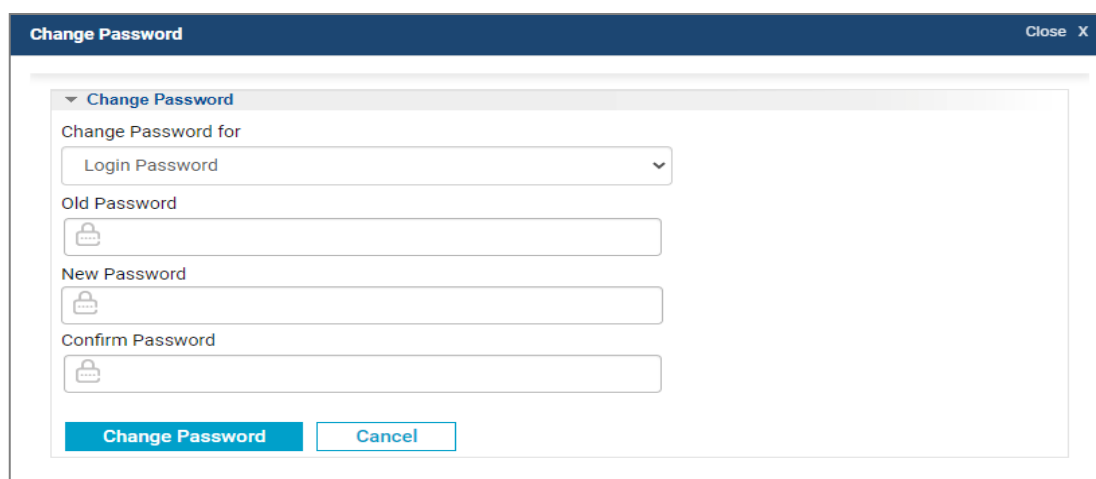 Change Password Close X
Change Password
Change Password for
Login Password
Old Password
New Password
Confirm Password
Change Password Cancel